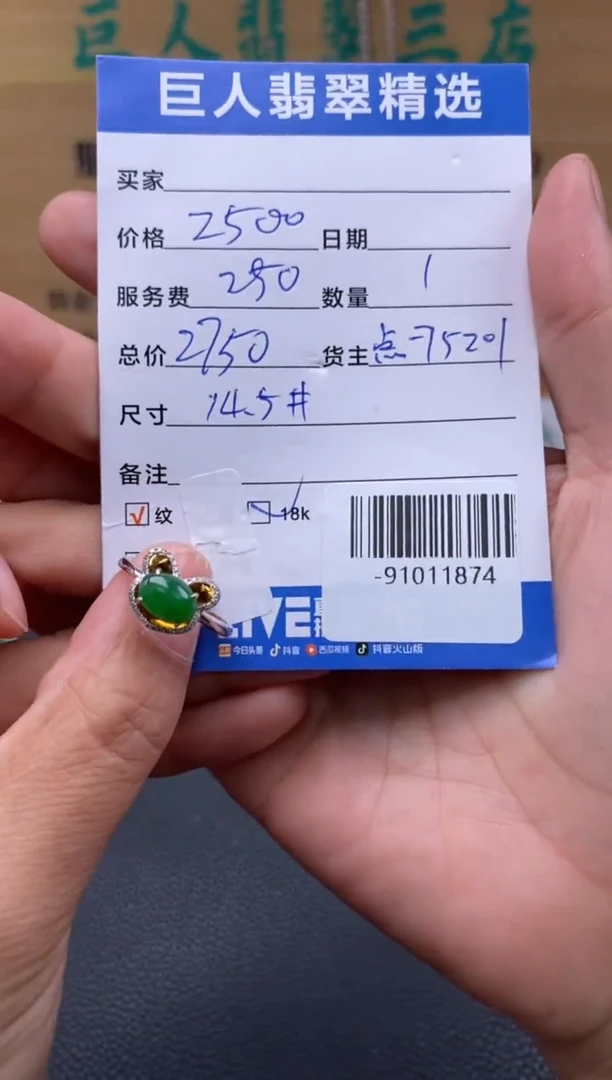 巨人翡翠三店
巨人翡翠精选
买家
价格 2500 日期
服务费 250 数量 1
总价 2750 货主 点-75201
尺寸 14.5#
备注
☑ 纹 18k
-91011874
今日头条 抖音 西瓜视频 抖音火山版